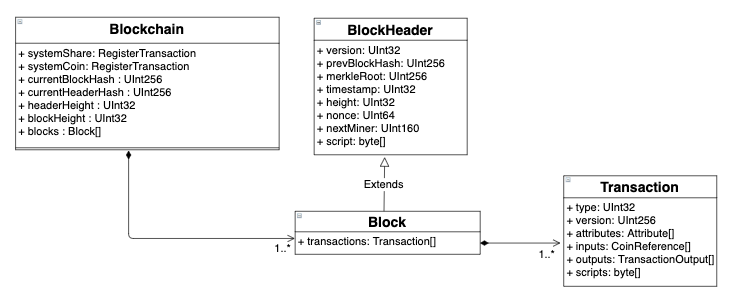 Blockchain
+ systemShare: RegisterTransaction
+ systemCoin: RegisterTransaction
+ currentBlockHash : UInt256
+ currentHeaderHash : UInt256
+ headerHeight : UInt32
+ blockHeight : UInt32
+ blocks : Block[]
BlockHeader
+ version: UInt32
+ prevBlockHash: UInt256
+ merkleRoot: UInt256
+ timestamp: UInt32
+ height: UInt32
+ nonce: UInt64
+ nextMiner: UInt160
+ script: byte[]
Extends
Block
+ transactions: Transaction[]
1..*
1..*
Transaction
+ type: UInt32
+ version: UInt256
+ attributes: Attribute[]
+ inputs: CoinReference[]
+ outputs: TransactionOutput[]
+ scripts: byte[]